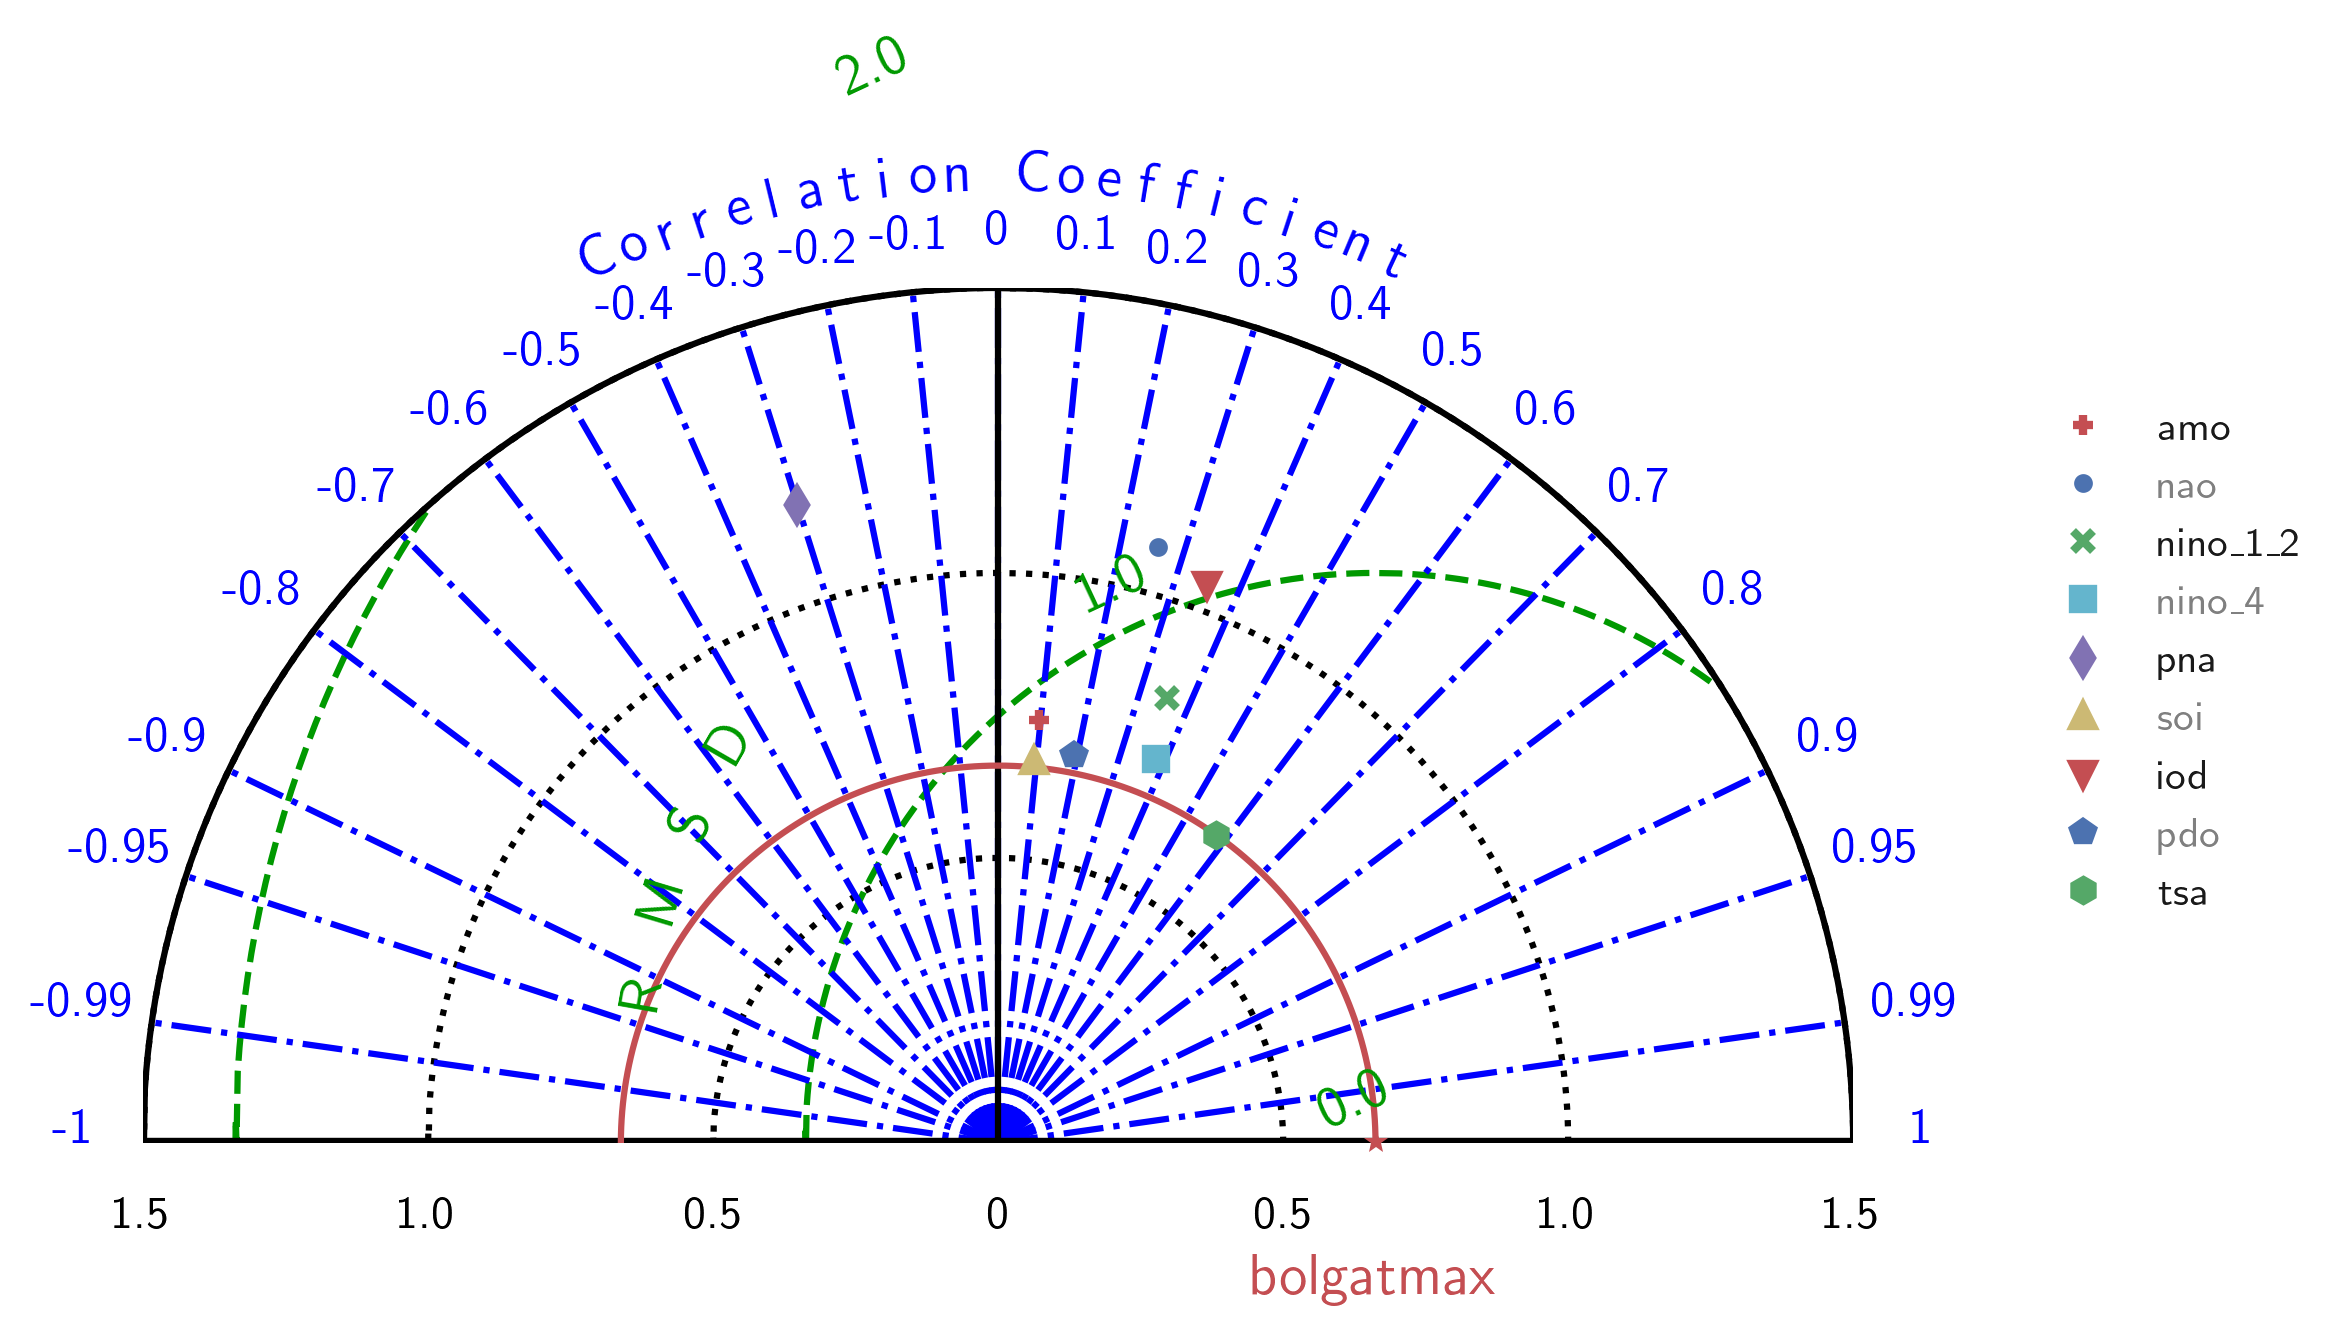 2.0
Correlation Coefficient
-1
-0.99
-0.95
-0.9
-0.8
-0.7
-0.6
-0.5
-0.4
-0.3
-0.2
-0.1
0
0.1
0.2
0.3
0.4
0.5
0.6
0.7
0.8
0.9
0.95
0.99
1
1.0
R M S D
0.0
1.5 1.0 0.5 0 0.5 1.0 1.5
bolgatmax
amo
nao
nino_1_2
nino_4
pna
soi
iod
pdo
tsa